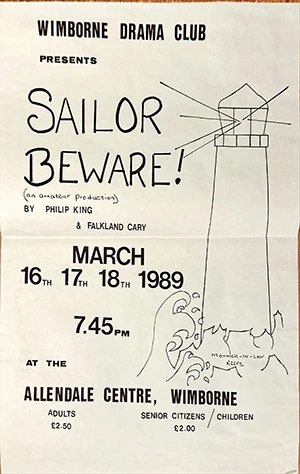 WIMBORNE DRAMA CLUB
PRESENTS
SAILOR
BEWARE!
(an amateur production)
BY PHILIP KING
& FALKLAND CARY
MARCH
16TH 17TH 18TH 1989
7.45PM
MOTHER-IN-LAW
REEFS
AT THE
ALLENDALE CENTRE, WIMBORNE
ADULTS SENIOR CITIZENS / CHILDREN
£2·50 £2.00